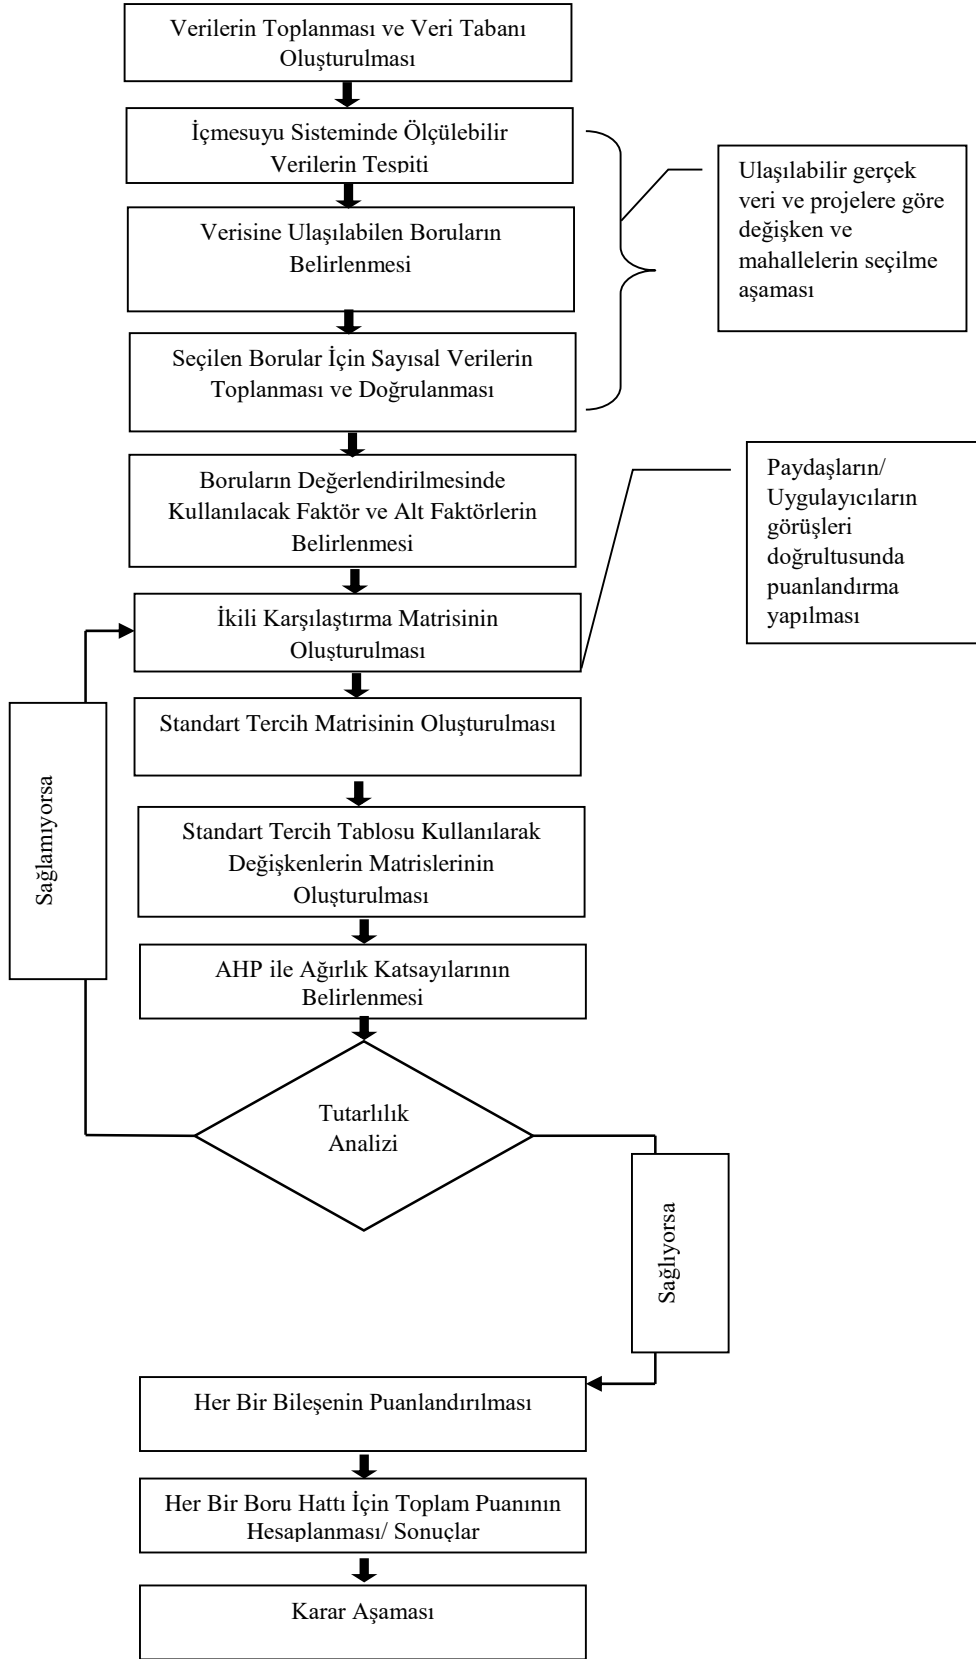 Verilerin Toplanması ve Veri Tabanı
Oluşturulması
İçmesuyu Sisteminde Ölçülebilir
Verilerin Tespiti
Verisine Ulaşılabilen Boruların
Belirlenmesi
Seçilen Borular İçin Sayısal Verilerin
Toplanması ve Doğrulanması
Ulaşılabilir gerçek
veri ve projelere göre
değişken ve
mahallelerin seçilme
aşaması
Boruların Değerlendirilmesinde
Kullanılacak Faktör ve Alt Faktörlerin
Belirlenmesi
Paydaşların/
Uygulayıcıların
görüşleri
doğrultusunda
puanlandırma
yapılması
İkili Karşılaştırma Matrisinin
Oluşturulması
Standart Tercih Matrisinin Oluşturulması
Standart Tercih Tablosu Kullanılarak
Değişkenlerin Matrislerinin
Oluşturulması
AHP ile Ağırlık Katsayılarının
Belirlenmesi
Sağlamıyorsa
Tutarlılık
Analizi
Sağlıyorsa
Her Bir Bileşenin Puanlandırılması
Her Bir Boru Hattı İçin Toplam Puanının
Hesaplanması/ Sonuçlar
Karar Aşaması